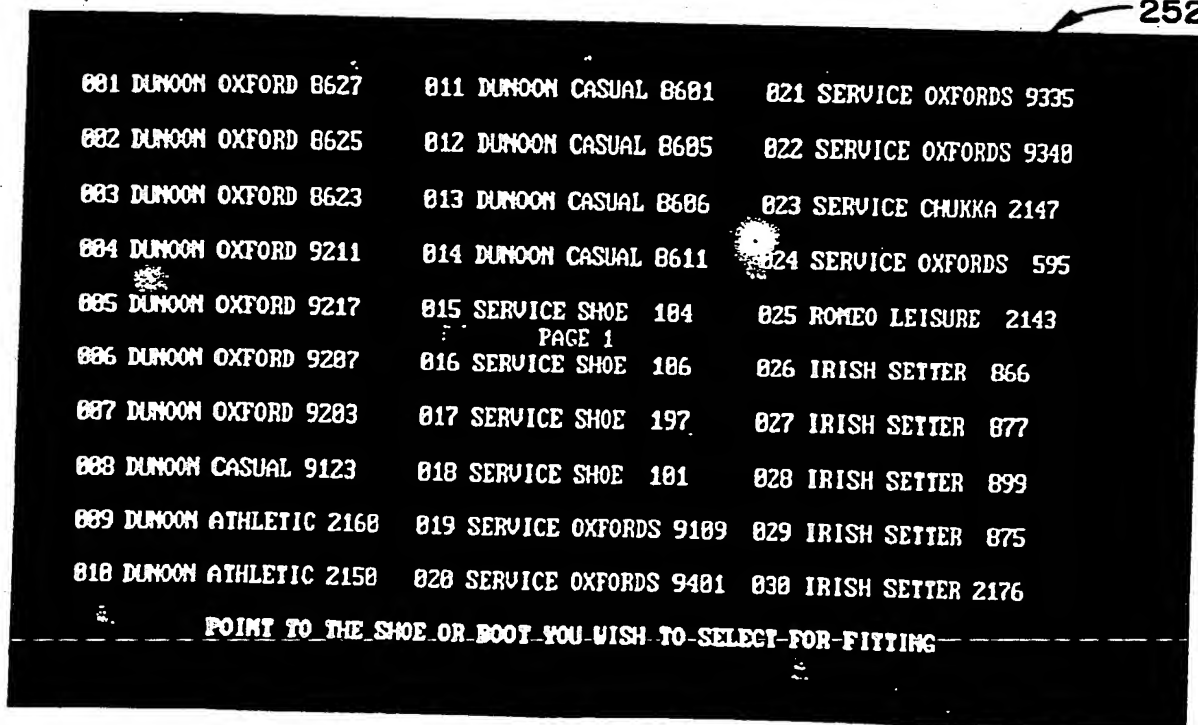 252
001 DUNOON OXFORD 8627 011 DUNOON CASUAL 8601 021 SERVICE OXFORDS 9335
002 DUNOON OXFORD 8625 012 DUNOON CASUAL 8605 022 SERVICE OXFORDS 9340
003 DUNOON OXFORD 8623 013 DUNOON CASUAL 8606 023 SERVICE CHUKKA 2147
004 DUNOON OXFORD 9211 014 DUNOON CASUAL 8611 024 SERVICE OXFORDS 595
005 DUNOON OXFORD 9217 015 SERVICE SHOE 104 025 ROMEO LEISURE 2143
PAGE 1
006 DUNOON OXFORD 9207 016 SERVICE SHOE 106 026 IRISH SETTER 866
007 DUNOON OXFORD 9203 017 SERVICE SHOE 197 027 IRISH SETTER 877
008 DUNOON CASUAL 9123 018 SERVICE SHOE 101 028 IRISH SETTER 899
009 DUNOON ATHLETIC 2160 019 SERVICE OXFORDS 9109 029 IRISH SETTER 875
010 DUNOON ATHLETIC 2150 020 SERVICE OXFORDS 9401 030 IRISH SETTER 2176
POINT TO THE SHOE OR BOOT YOU WISH TO SELECT FOR FITTING